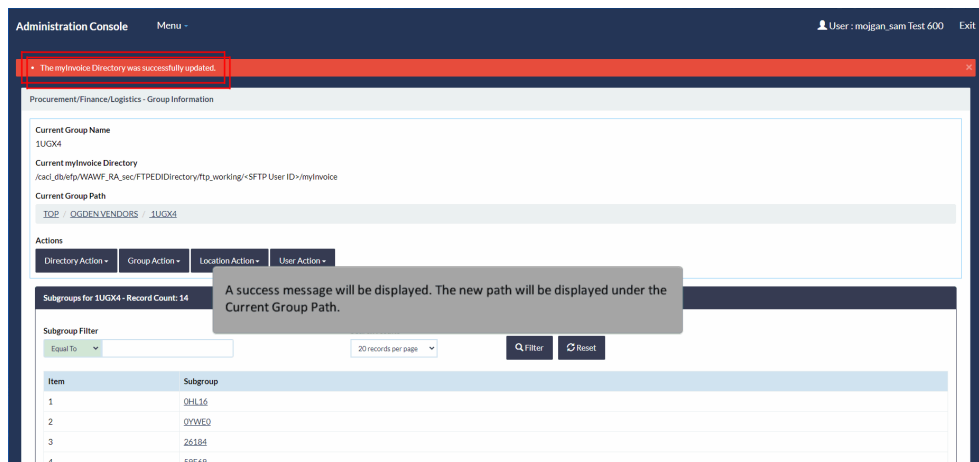 Administration Console Menu - User : mojgan_sam Test 600 Exit
• The myInvoice Directory was successfully updated. ×
Procurement/Finance/Logistics - Group Information
Current Group Name
1UGX4
Current myInvoice Directory
/caci_db/efp/WAWF_RA_sec/FTPEDIDirectory/ftp_working/<SFTP User ID>/myInvoice
Current Group Path
TOP / OGDEN VENDORS / 1UGX4
Actions
Directory Action Group Action Location Action User Action
A success message will be displayed. The new path will be displayed under the
Current Group Path.
Subgroups for 1UGX4 - Record Count: 14
Subgroup Filter
Equal To 20 records per page Filter Reset
Item Subgroup
1 0HL16
2 0YWE0
3 26184
4